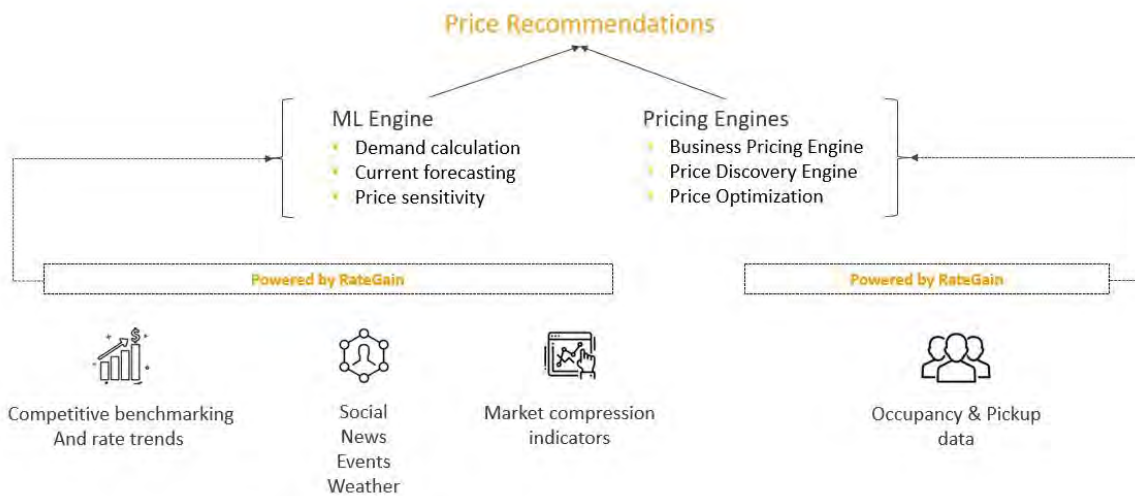 Price Recommendations
ML Engine
Demand calculation
Current forecasting
Price sensitivity
Pricing Engines
Business Pricing Engine
Price Discovery Engine
Price Optimization
Powered by RateGain
Powered by RateGain
$
Competitive benchmarking
And rate trends
Social
News
Events
Weather
Market compression
indicators
Occupancy & Pickup
data